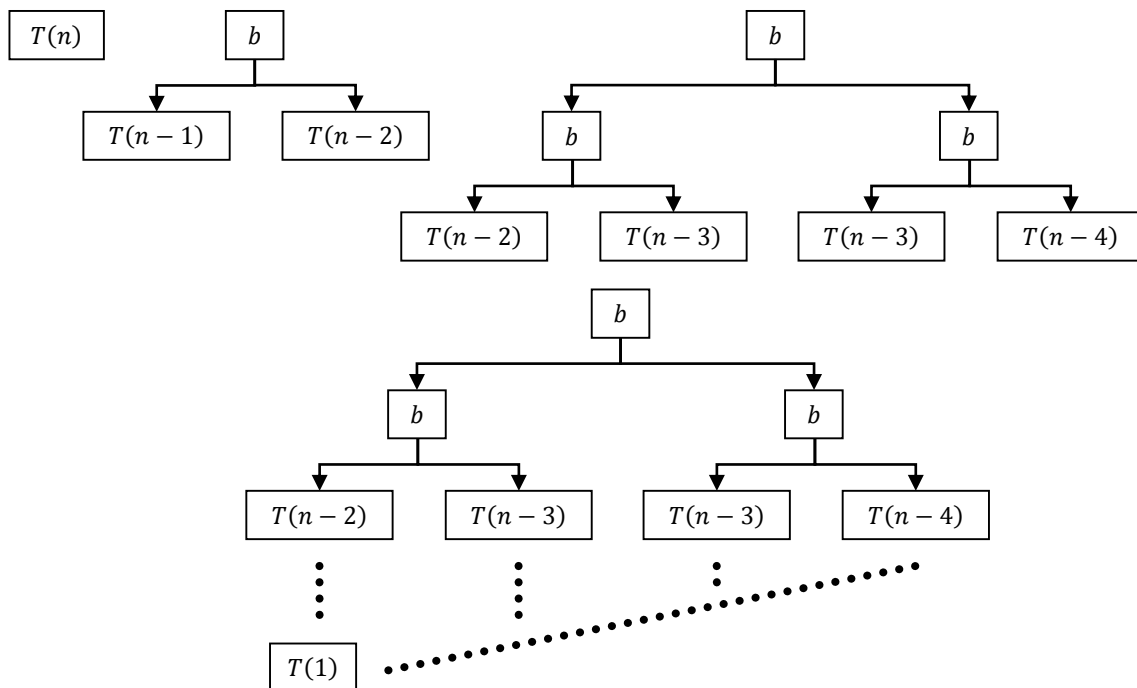 T(n) b b
T(n − 1) T(n − 2) b b
T(n − 2) T(n − 3) T(n − 3) T(n − 4)
b
b b
T(n − 2) T(n − 3) T(n − 3) T(n − 4)
T(1)